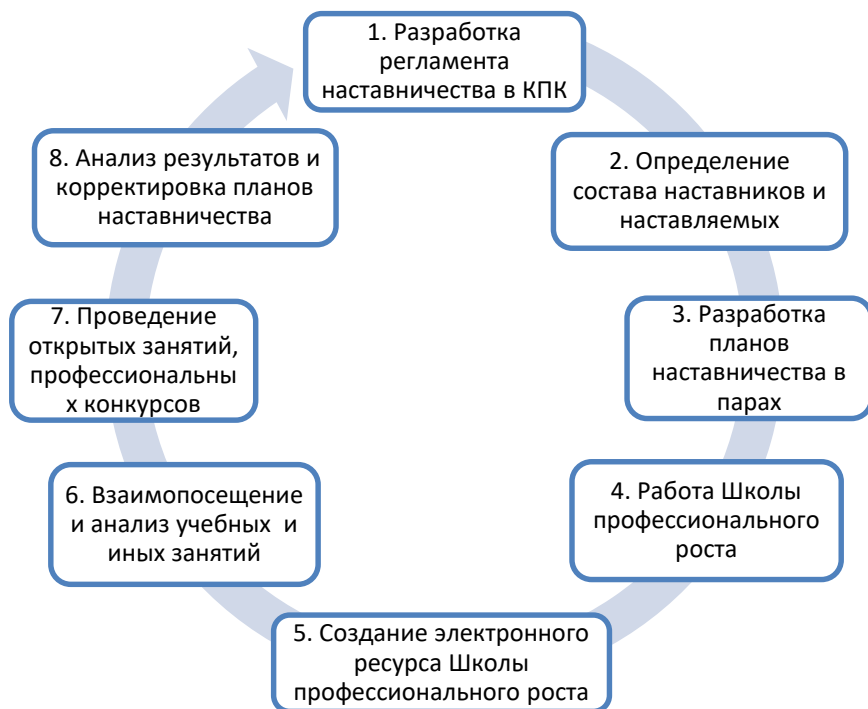 1. Разработка
регламента
наставничества в КПК
2. Определение
состава наставников и
наставляемых
3. Разработка
планов
наставничества в
парах
4. Работа Школы
профессионального
роста
5. Создание электронного
ресурса Школы
профессионального роста
6. Взаимопосещение
и анализ учебных  и
иных занятий
7. Проведение
открытых занятий,
профессиональны
х конкурсов
8. Анализ результатов и
корректировка планов
наставничества